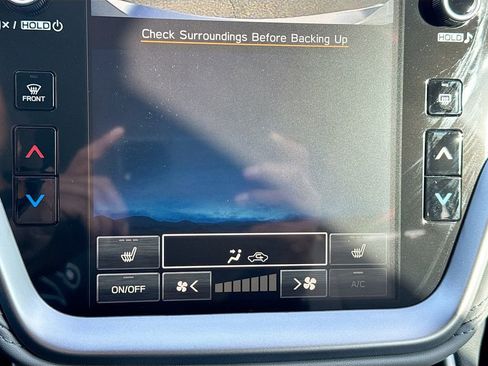 Check Surroundings Before Backing Up
× / HOLD
HOLD
FRONT
ON/OFF
A/C